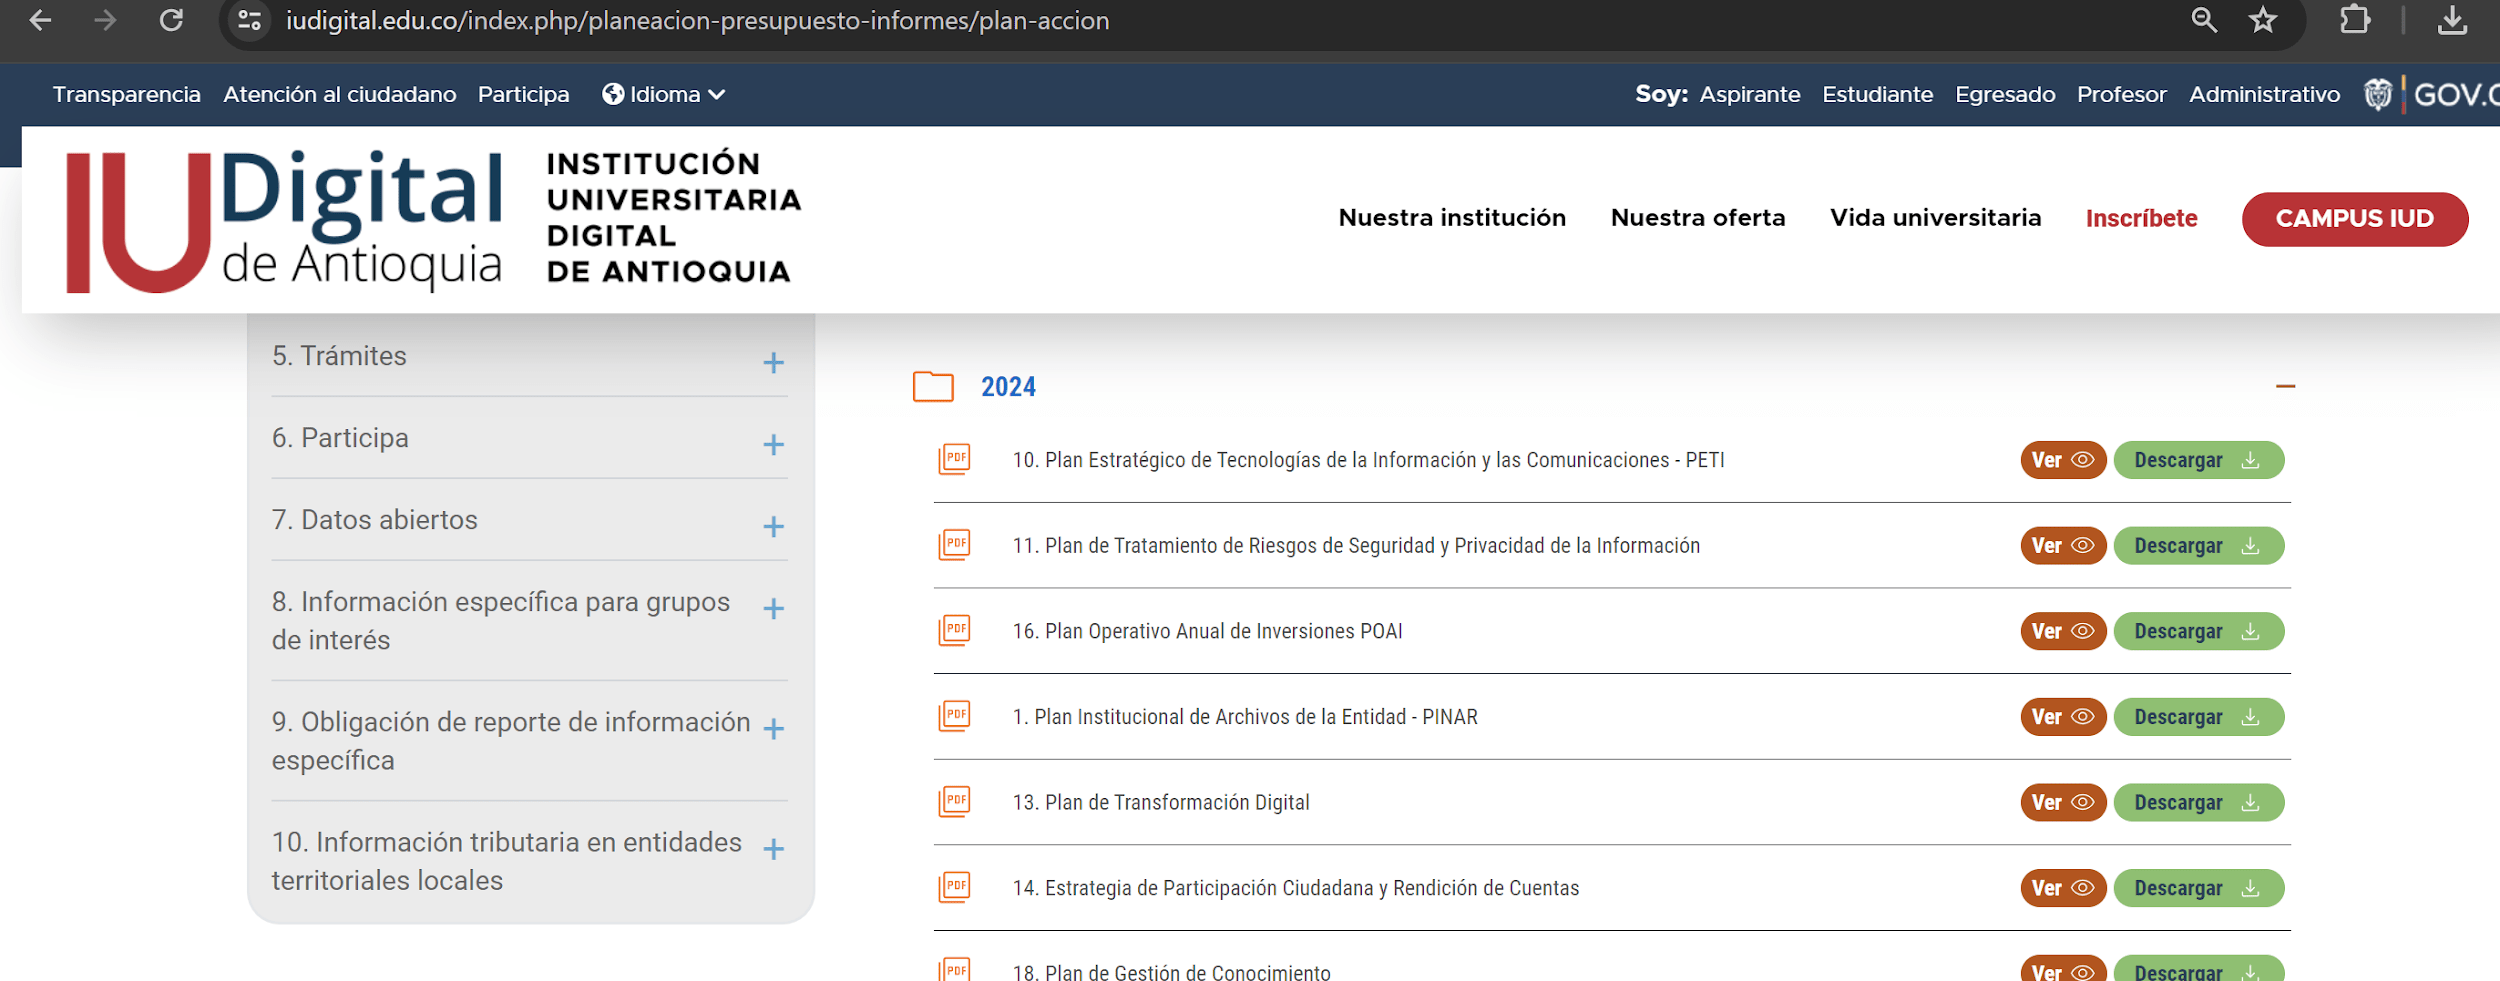 iudigital.edu.co/index.php/planeacion-presupuesto-informes/plan-accion
Transparencia Atención al ciudadano Participa Idioma
Soy: Aspirante Estudiante Egresado Profesor Administrativo GOV.C
IUDigital
de Antioquia
INSTITUCIÓN
UNIVERSITARIA
DIGITAL
DE ANTIOQUIA
Nuestra institución Nuestra oferta Vida universitaria Inscríbete CAMPUS IUD
5. Trámites
6. Participa
7. Datos abiertos
8. Información específica para grupos
de interés
9. Obligación de reporte de información
específica
10. Información tributaria en entidades
territoriales locales
2024
PDF 10. Plan Estratégico de Tecnologías de la Información y las Comunicaciones - PETI Ver Descargar
PDF 11. Plan de Tratamiento de Riesgos de Seguridad y Privacidad de la Información Ver Descargar
PDF 16. Plan Operativo Anual de Inversiones POAI Ver Descargar
PDF 1. Plan Institucional de Archivos de la Entidad - PINAR Ver Descargar
PDF 13. Plan de Transformación Digital Ver Descargar
PDF 14. Estrategia de Participación Ciudadana y Rendición de Cuentas Ver Descargar
PDF 18. Plan de Gestión de Conocimiento Ver Descargar